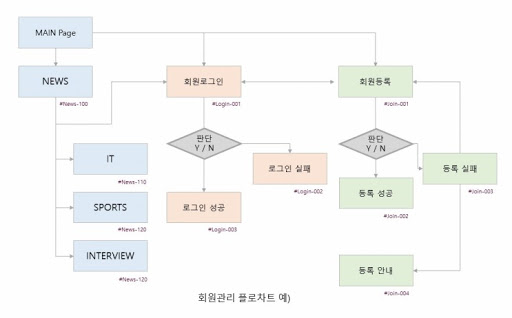 MAIN Page
NEWS
#News-100
회원로그인
#Login-001
회원등록
#Join-001
판단
Y / N
판단
Y / N
IT
#News-110
로그인 실패
#Login-002
등록 실패
#Join-003
SPORTS
#News-120
로그인 성공
#Login-003
등록 성공
#Join-002
INTERVIEW
#News-120
등록 안내
#Join-004
회원관리 플로차트 예)